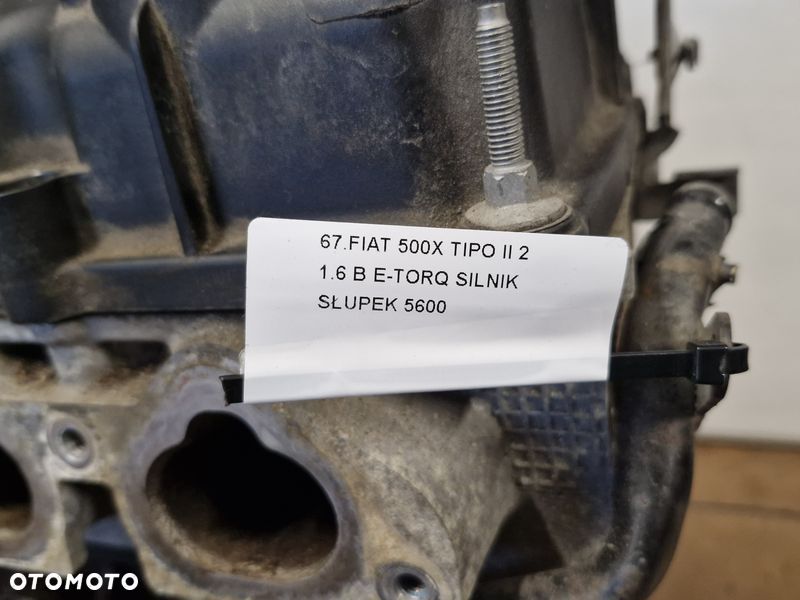 67.FIAT 500X TIPO II 2
1.6 B E-TORQ SILNIK
SŁUPEK 5600
OTOMOTO